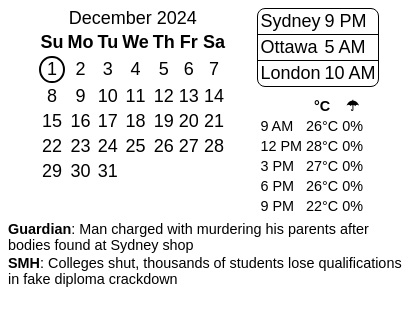 December 2024
Su Mo Tu We Th Fr Sa
1 2 3 4 5 6 7
8 9 10 11 12 13 14
15 16 17 18 19 20 21
22 23 24 25 26 27 28
29 30 31
Sydney 9 PM
Ottawa 5 AM
London 10 AM
°C ☂
9 AM 26°C 0%
12 PM 28°C 0%
3 PM 27°C 0%
6 PM 26°C 0%
9 PM 22°C 0%
Guardian: Man charged with murdering his parents after
bodies found at Sydney shop
SMH: Colleges shut, thousands of students lose qualifications
in fake diploma crackdown